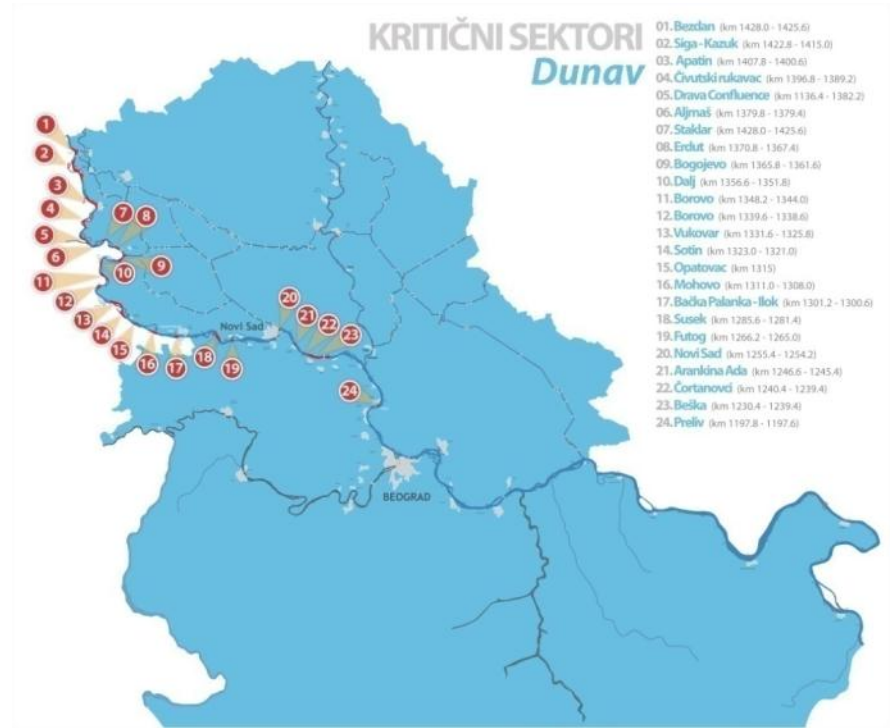 KRITIČNI SEKTORI
Dunav
01. Bezdan (km 1428.0 - 1425.6)
02. Siga - Kazuk (km 1422.8 - 1415.0)
03. Apatin (km 1407.8 - 1400.6)
04. Čivutski rukavac (km 1396.8 - 1389.2)
05. Drava Confluence (km 1136.4 - 1382.2)
06. Aljmaš (km 1379.8 - 1379.4)
07. Staklar (km 1428.0 - 1425.6)
08. Erdut (km 1370.8 - 1367.4)
09. Bogojevo (km 1365.8 - 1361.6)
10. Dalj (km 1356.6 - 1351.8)
11. Borovo (km 1348.2 - 1344.0)
12. Borovo (km 1339.6 - 1338.6)
13. Vukovar (km 1331.6 - 1325.8)
14. Sotin (km 1323.0 - 1321.0)
15. Opatovac (km 1315)
16. Mohovo (km 1311.0 - 1308.0)
17. Bačka Palanka - Ilok (km 1301.2 - 1300.6)
18. Susek (km 1285.6 - 1281.4)
19. Futog (km 1266.2 - 1265.0)
20. Novi Sad (km 1255.4 - 1254.2)
21. Arankina Ada (km 1246.6 - 1245.4)
22. Čortanovci (km 1240.4 - 1239.4)
23. Beška (km 1230.4 - 1239.4)
24. Preliv (km 1197.8 - 1197.6)
1
2
3
4
7
8
5
6
10
9
11
12
20
13
21
14
Novi Sad
22
23
15
16
17
18
19
24
BEOGRAD